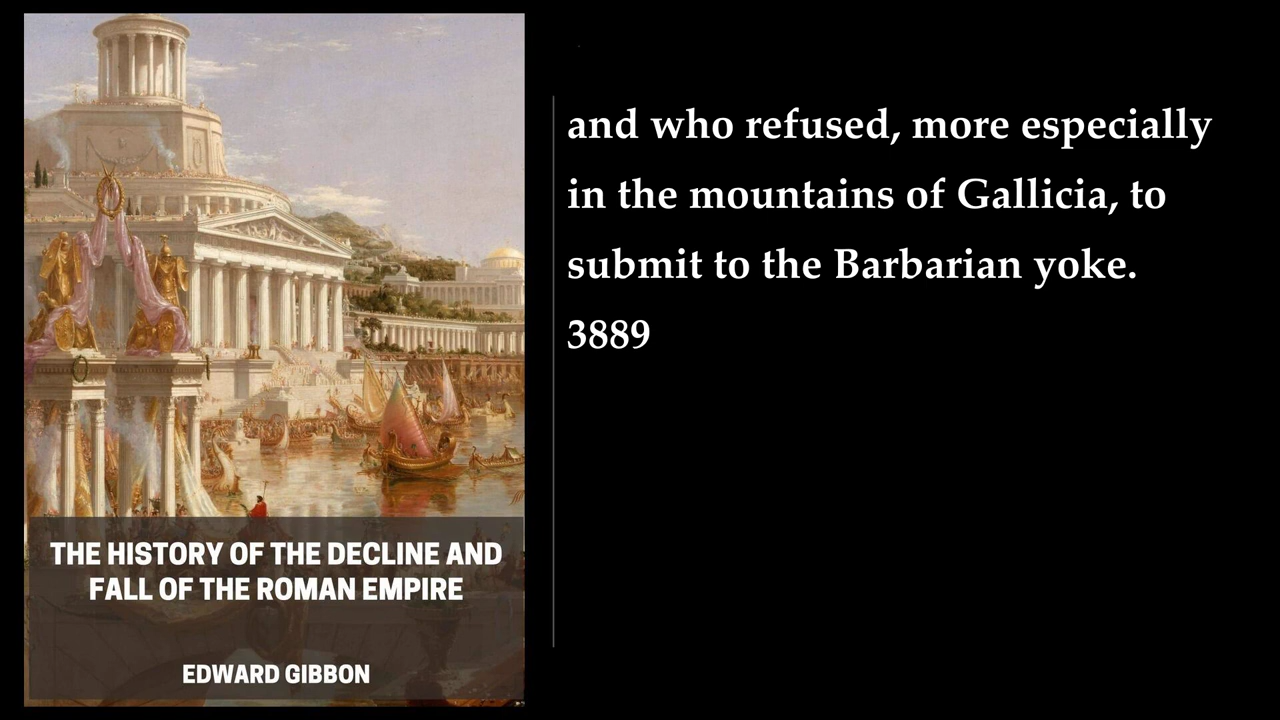 THE HISTORY OF THE DECLINE AND
FALL OF THE ROMAN EMPIRE
EDWARD GIBBON
and who refused, more especially
in the mountains of Gallicia, to
submit to the Barbarian yoke.
3889